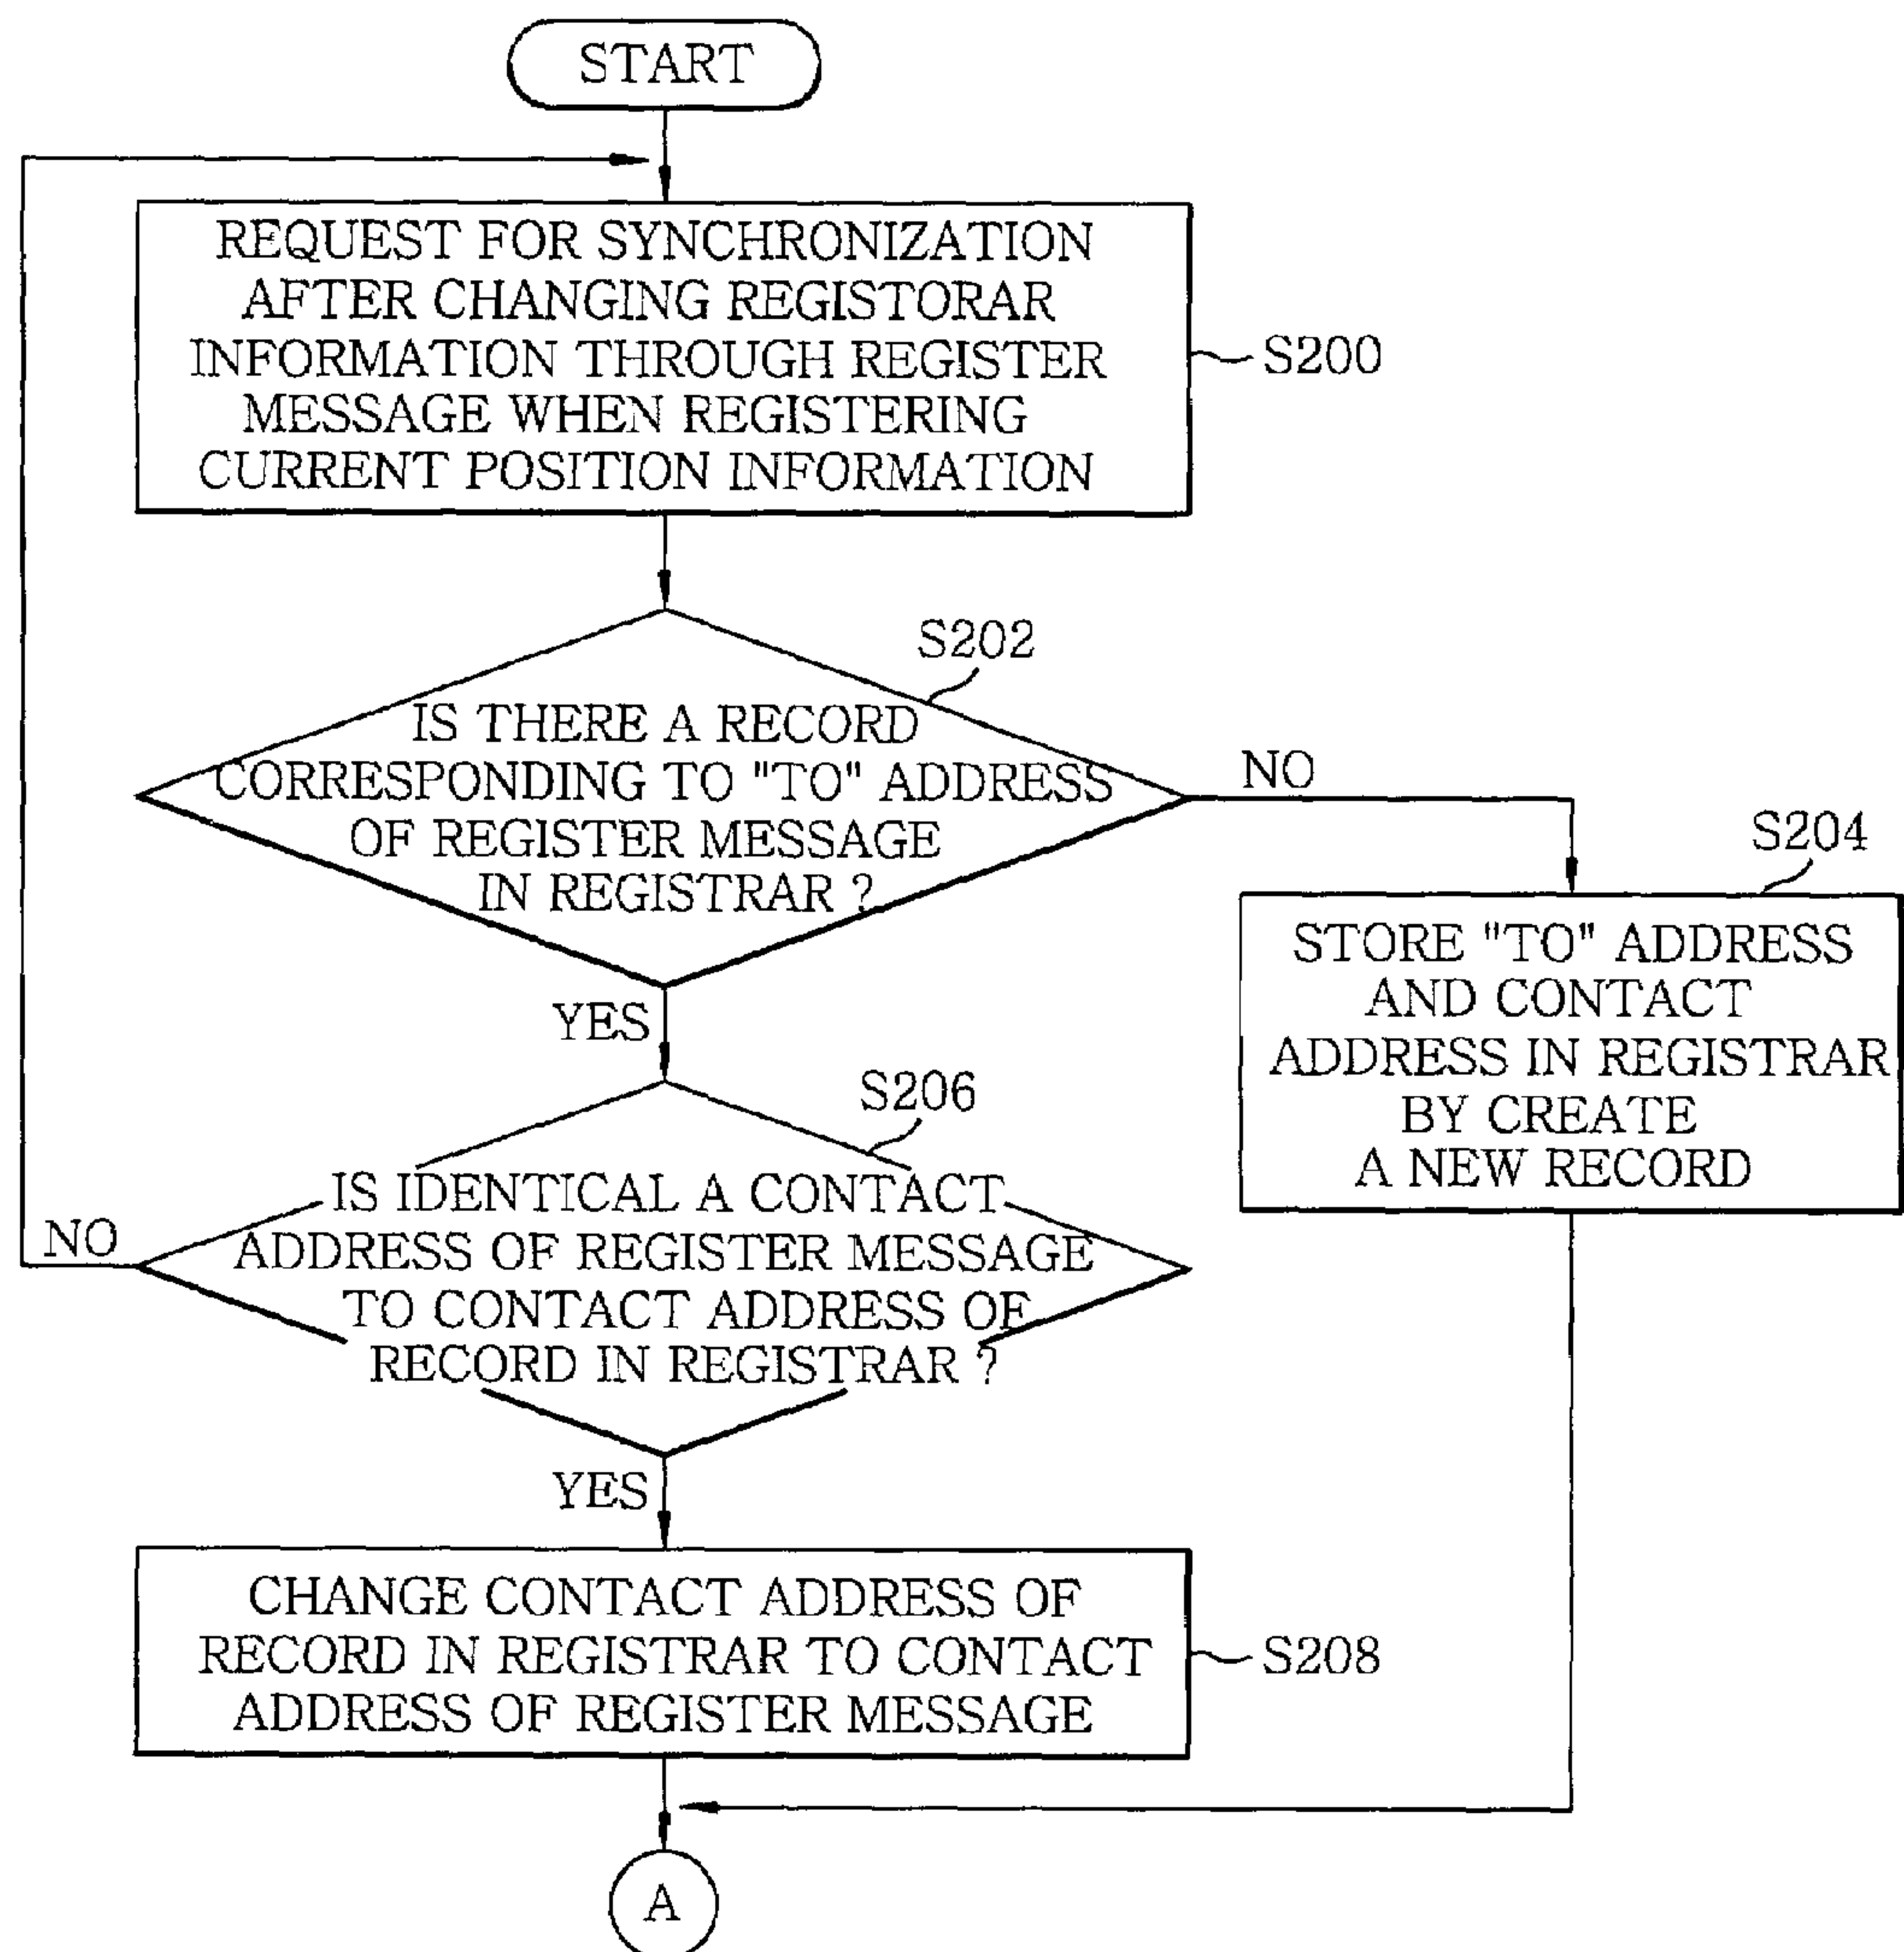 START
REQUEST FOR SYNCHRONIZATION
AFTER CHANGING REGISTORAR
INFORMATION THROUGH REGISTER
MESSAGE WHEN REGISTERING
CURRENT POSITION INFORMATION
S200
S202
IS THERE A RECORD
CORRESPONDING TO "TO" ADDRESS
OF REGISTER MESSAGE
IN REGISTRAR ?
NO
YES
S204
STORE "TO" ADDRESS
AND CONTACT
ADDRESS IN REGISTRAR
BY CREATE
A NEW RECORD
S206
IS IDENTICAL A CONTACT
ADDRESS OF REGISTER MESSAGE
TO CONTACT ADDRESS OF
RECORD IN REGISTRAR ?
NO
YES
CHANGE CONTACT ADDRESS OF
RECORD IN REGISTRAR TO CONTACT
ADDRESS OF REGISTER MESSAGE
S208
A